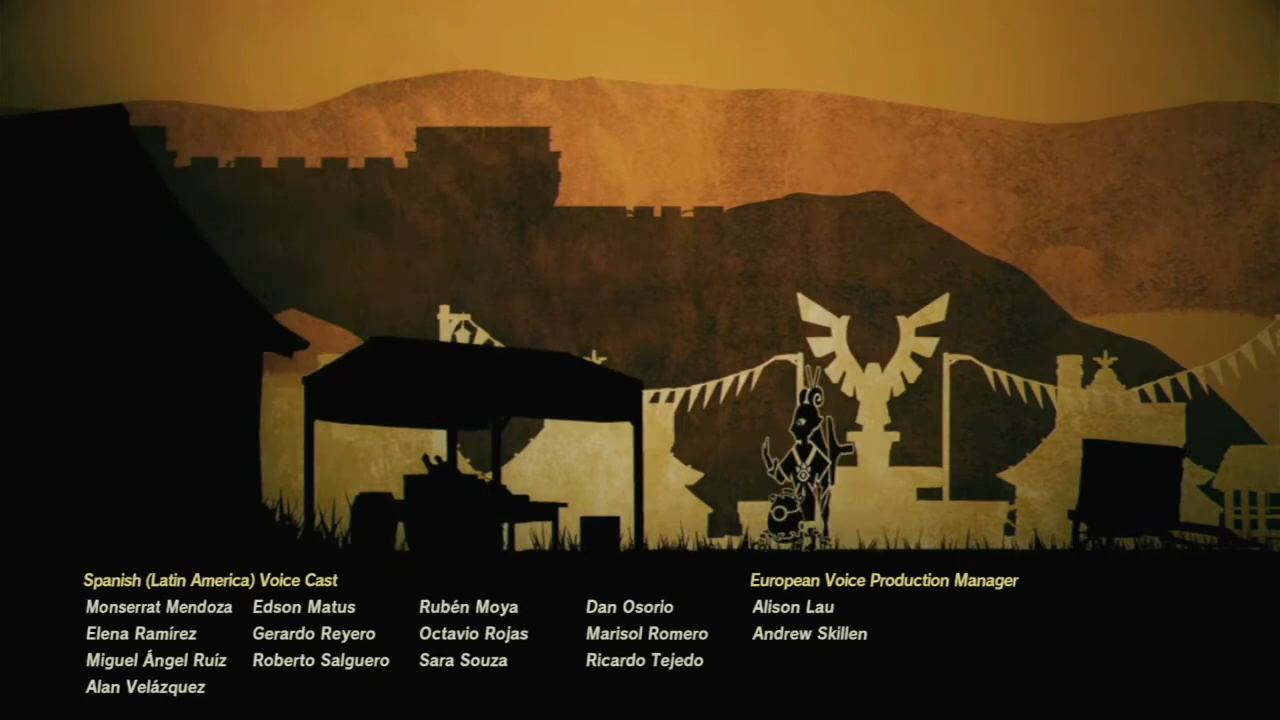 Spanish (Latin America) Voice Cast European Voice Production Manager
Monserrat Mendoza Edson Matus Rubén Moya Dan Osorio Alison Lau
Elena Ramírez Gerardo Reyero Octavio Rojas Marisol Romero Andrew Skillen
Miguel Ángel Ruíz Roberto Salguero Sara Souza Ricardo Tejedo
Alan Velázquez